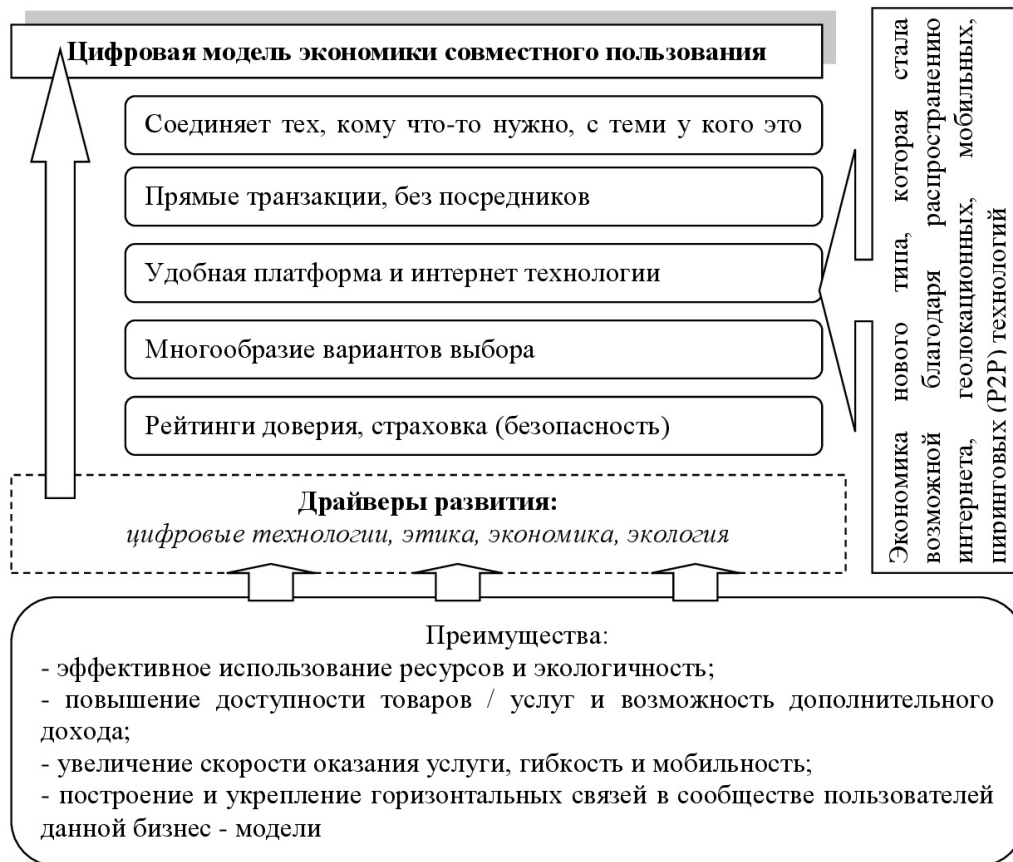 Цифровая модель экономики совместного пользования
Соединяет тех, кому что-то нужно, с теми у кого это
Прямые транзакции, без посредников
Удобная платформа и интернет технологии
Многообразие вариантов выбора
Рейтинги доверия, страховка (безопасность)
Драйверы развития:
цифровые технологии, этика, экономика, экология
Экономика нового типа, которая стала
возможной благодаря распространению
интернета, геолокационных, мобильных,
пиринговых (P2P) технологий
Преимущества:
- эффективное использование ресурсов и экологичность;
- повышение доступности товаров / услуг и возможность дополнительного
дохода;
- увеличение скорости оказания услуги, гибкость и мобильность;
- построение и укрепление горизонтальных связей в сообществе пользователей
данной бизнес - модели